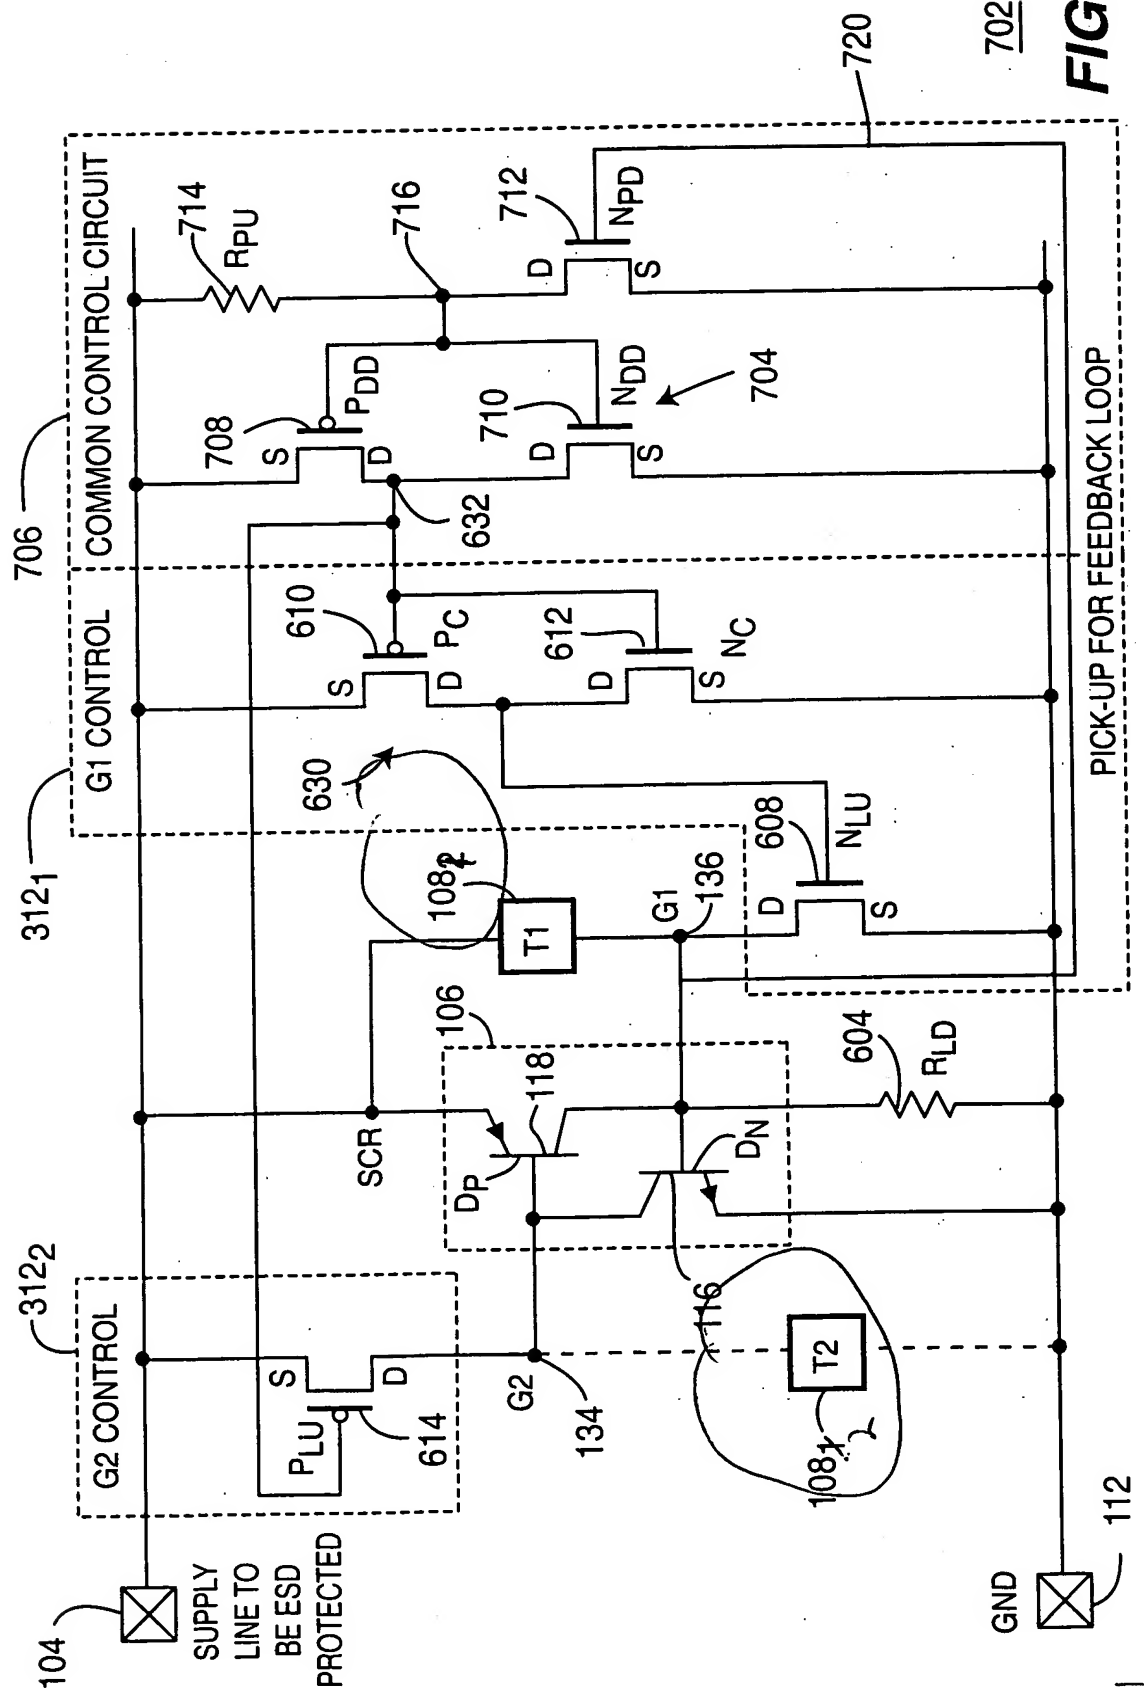 706
COMMON CONTROL CIRCUIT
312₁
G1 CONTROL
312₂
G2 CONTROL
104
SUPPLY
LINE TO
BE ESD
PROTECTED
S
D
PLU
614
G2
134
SCR
106
DP
118
DN
116
T2
108
2
604
RLD
T1
108
G1
136
630
610
S
D
PC
612
D
S
NC
608
D
S
NLU
632
708
S
D
PDD
710
D
S
NDD
704
714
RPU
716
712
D
S
NPD
720
PICK-UP FOR FEEDBACK LOOP
GND
112
702
FIG